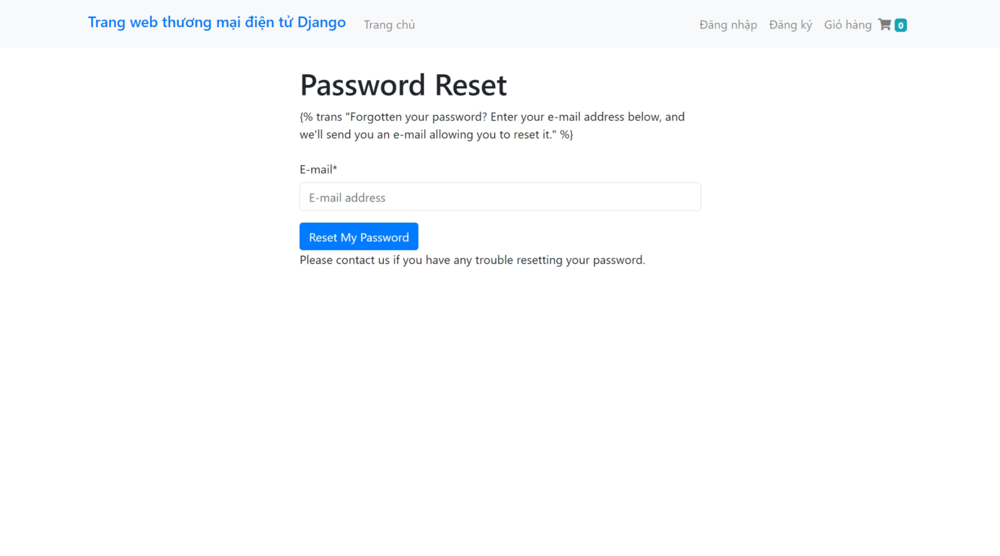 Trang web thương mại điện tử Django
Trang chủ
Đăng nhập
Đăng ký
Giỏ hàng
0
Password Reset
{% trans "Forgotten your password? Enter your e-mail address below, and
we'll send you an e-mail allowing you to reset it." %}
E-mail*
E-mail address
Reset My Password
Please contact us if you have any trouble resetting your password.